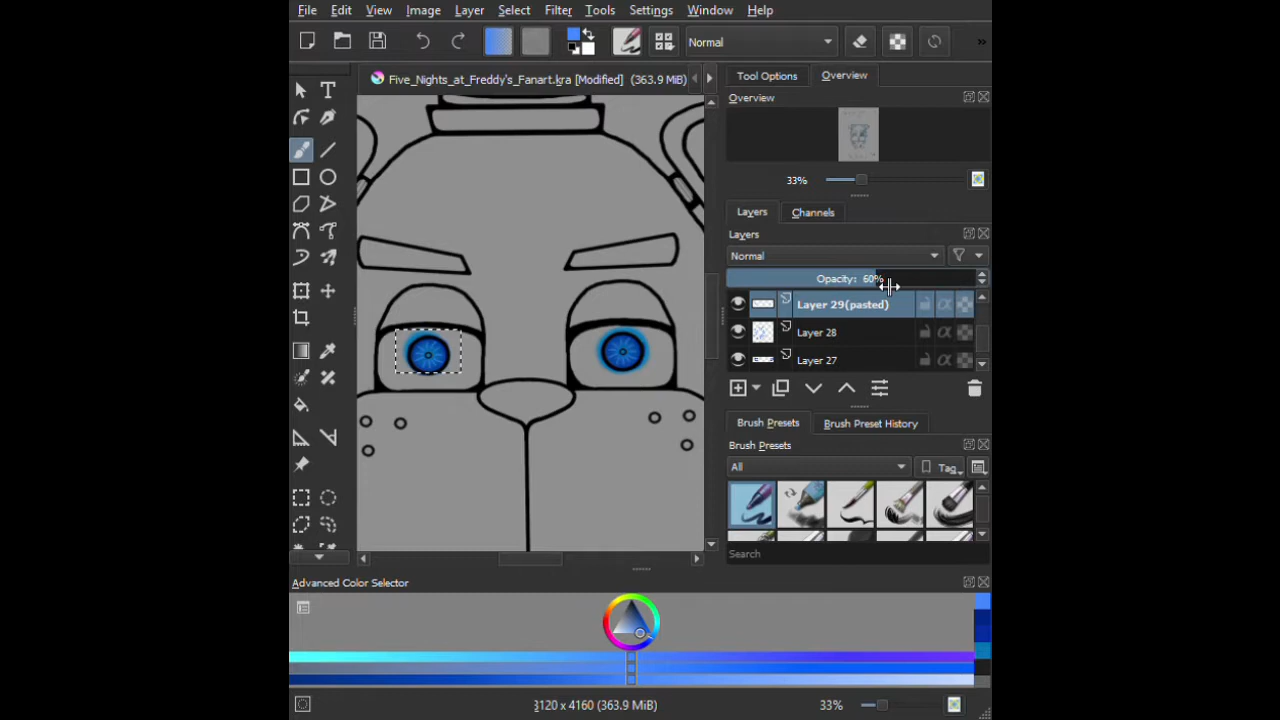 File Edit View Image Layer Select Filter Tools Settings Window Help
Normal
»
Five_Nights_at_Freddy's_Fanart.kra [Modified] (363.9 MiB)
Tool Options Overview
Overview
33%
Layers Channels
Layers
Normal
Opacity: 60%
Layer 29(pasted)
Layer 28
Layer 27
Brush Presets Brush Preset History
Brush Presets
All Tag
Search
Advanced Color Selector
3120 x 4160 (363.9 MiB) 33%